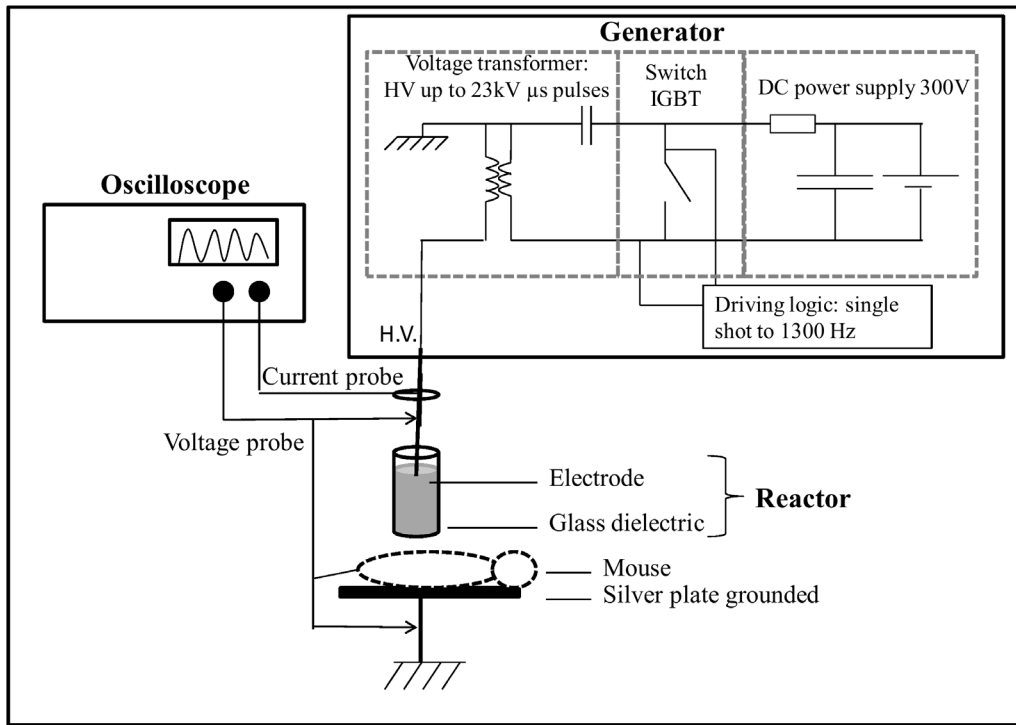 Generator
Voltage transformer:
HV up to 23kV µs pulses
Switch
IGBT
DC power supply 300V
Oscilloscope
Driving logic: single
shot to 1300 Hz
H.V.
Current probe
Voltage probe
Electrode
Glass dielectric
Reactor
Mouse
Silver plate grounded